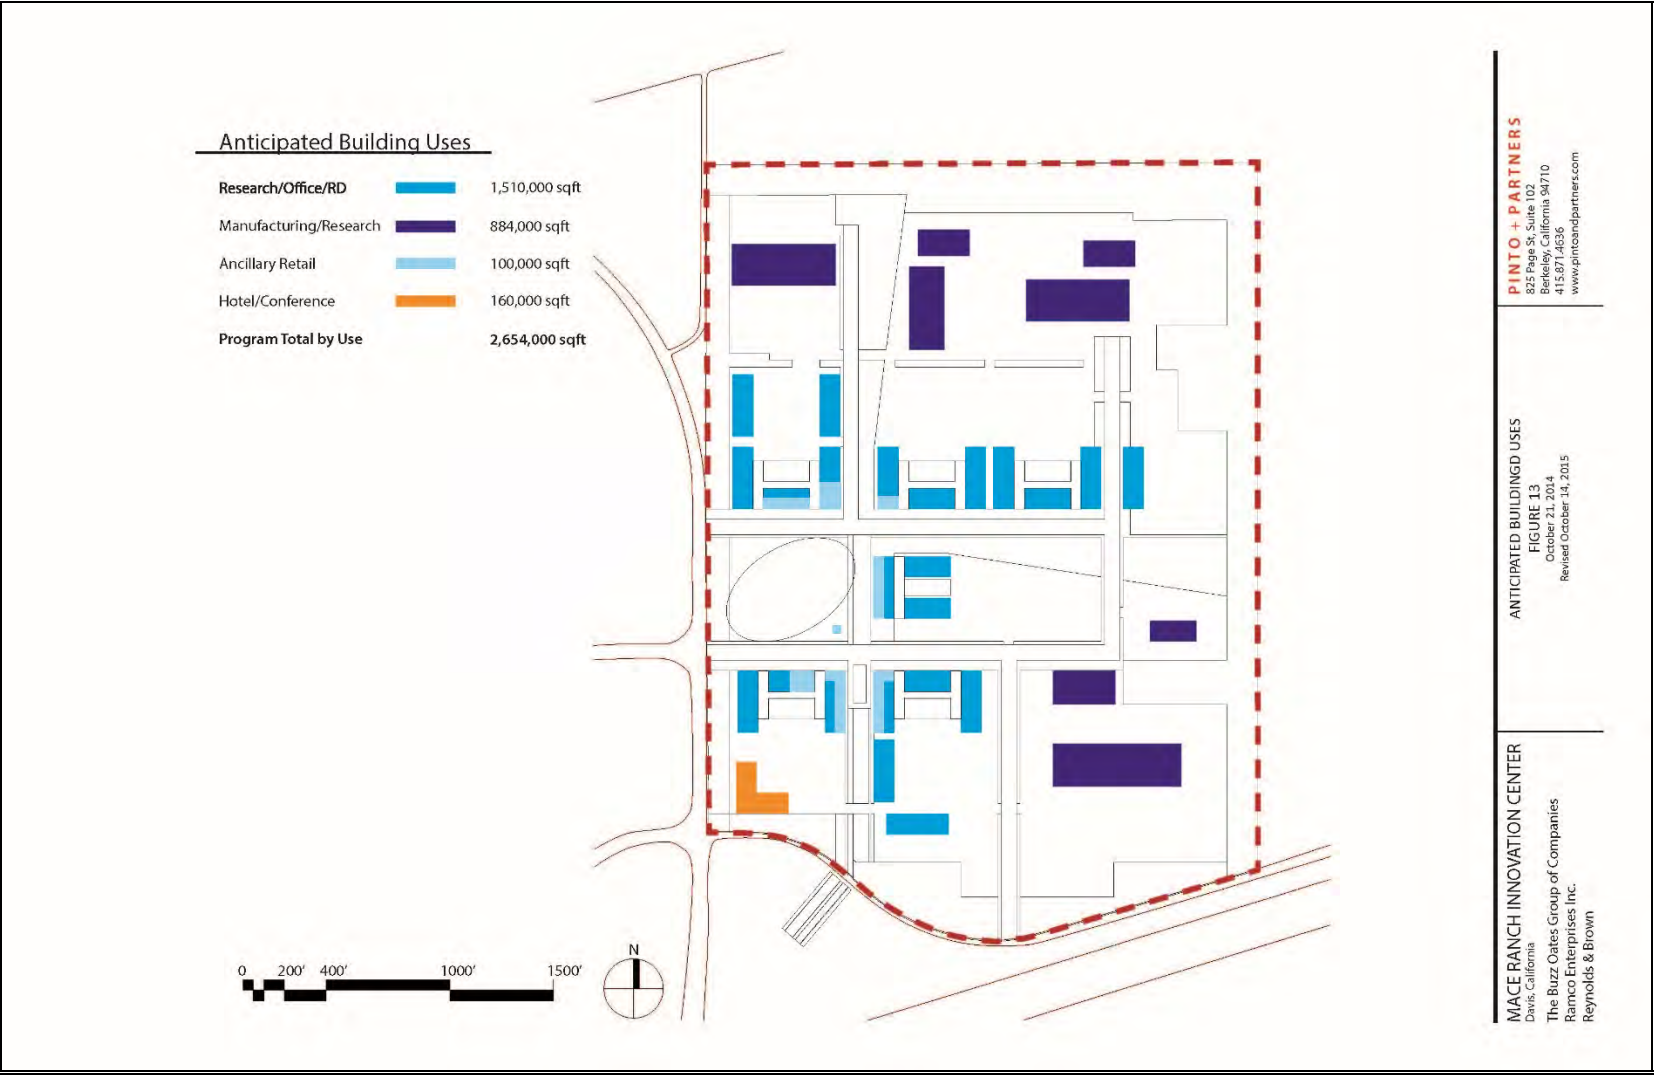 Anticipated Building Uses
Research/Office/RD 1,510,000 sqft
Manufacturing/Research 884,000 sqft
Ancillary Retail 100,000 sqft
Hotel/Conference 160,000 sqft
Program Total by Use 2,654,000 sqft
0 200' 400' 1000' 1500'
N
PINTO + PARTNERS
825 Page St, Suite 102
Berkeley, California 94710
415.871.4636
www.pintoandpartners.com
ANTICIPATED BUILDINGD USES
FIGURE 13
October 21, 2014
Revised October 14, 2015
MACE RANCH INNOVATION CENTER
Davis, California
The Buzz Oates Group of Companies
Ramco Enterprises Inc.
Reynolds & Brown